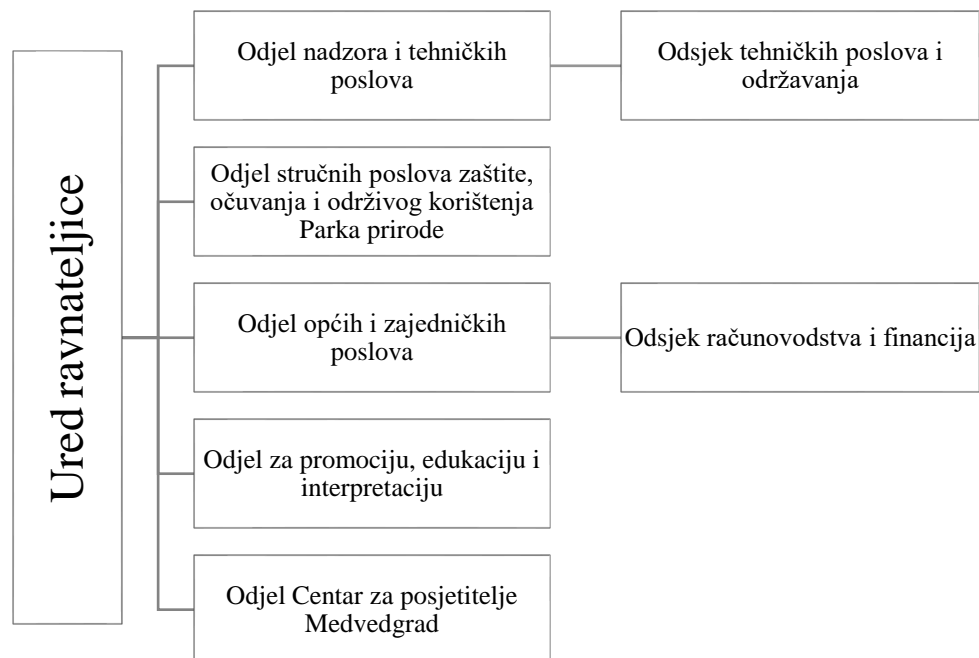 Ured ravnateljice
Odjel nadzora i tehničkih
poslova
Odsjek tehničkih poslova i
održavanja
Odjel stručnih poslova zaštite,
očuvanja i održivog korištenja
Parka prirode
Odjel općih i zajedničkih
poslova
Odsjek računovodstva i financija
Odjel za promociju, edukaciju i
interpretaciju
Odjel Centar za posjetitelje
Medvedgrad